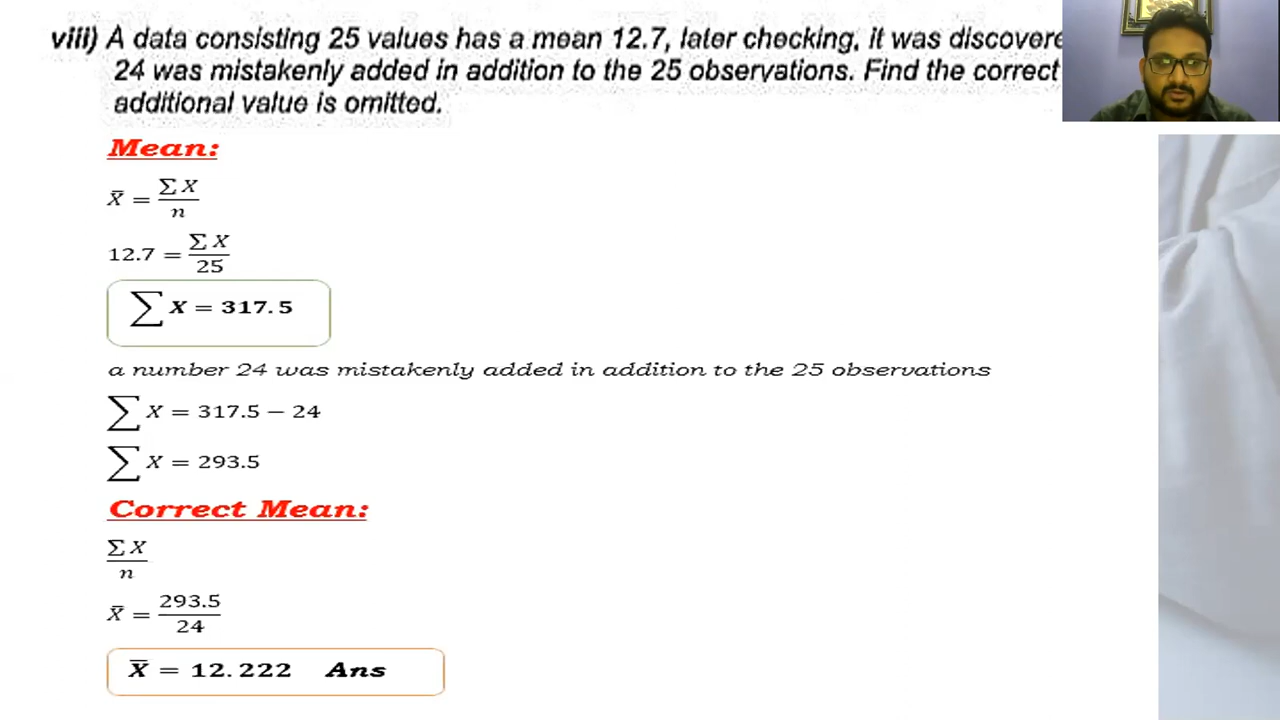 viii) A data consisting 25 values has a mean 12.7, later checking, it was discovere
24 was mistakenly added in addition to the 25 observations. Find the correct
additional value is omitted.
Mean:
X̄ = ∑ X / n
12.7 = ∑ X / 25
∑ X = 317.5
a number 24 was mistakenly added in addition to the 25 observations
∑ X = 317.5 − 24
∑ X = 293.5
Correct Mean:
∑ X / n
X̄ = 293.5 / 24
X̄ = 12.222 Ans